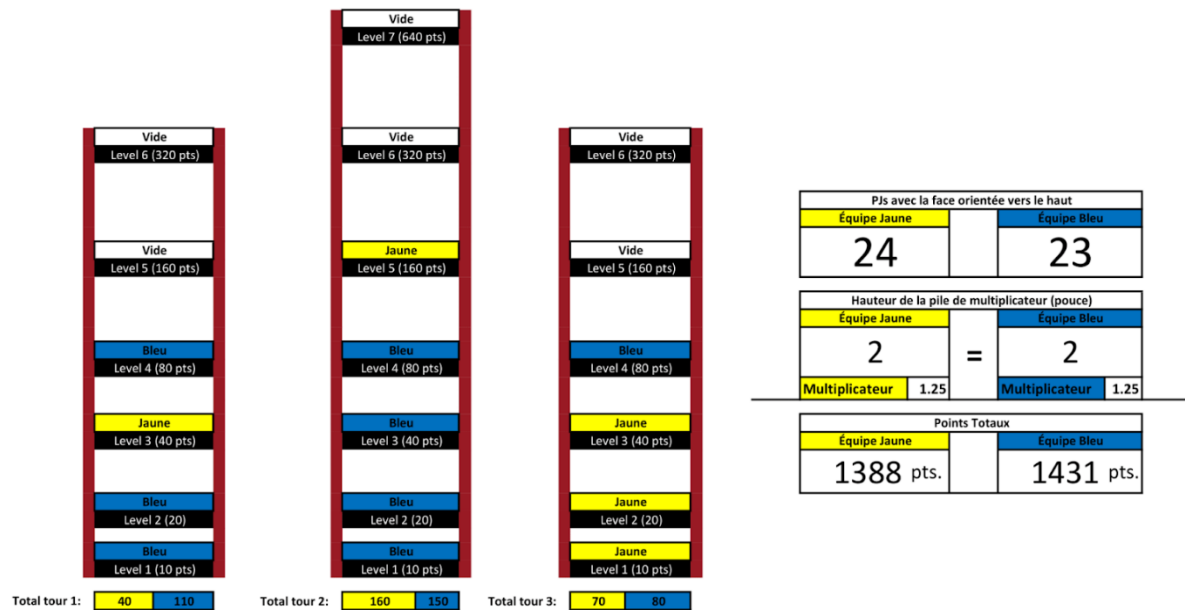 Vide
Level 6 (320 pts)
Vide
Level 5 (160 pts)
Bleu
Level 4 (80 pts)
Jaune
Level 3 (40 pts)
Bleu
Level 2 (20)
Bleu
Level 1 (10 pts)
Total tour 1: 40 110
Vide
Level 7 (640 pts)
Vide
Level 6 (320 pts)
Jaune
Level 5 (160 pts)
Bleu
Level 4 (80 pts)
Bleu
Level 3 (40 pts)
Bleu
Level 2 (20)
Bleu
Level 1 (10 pts)
Total tour 2: 160 150
Vide
Level 6 (320 pts)
Vide
Level 5 (160 pts)
Bleu
Level 4 (80 pts)
Jaune
Level 3 (40 pts)
Jaune
Level 2 (20)
Jaune
Level 1 (10 pts)
Total tour 3: 70 80
PJs avec la face orientée vers le haut
Équipe Jaune Équipe Bleu
24 23
Hauteur de la pile de multiplicateur (pouce)
Équipe Jaune Équipe Bleu
2 = 2
Multiplicateur 1.25 Multiplicateur 1.25
Points Totaux
Équipe Jaune Équipe Bleu
1388 pts. 1431 pts.